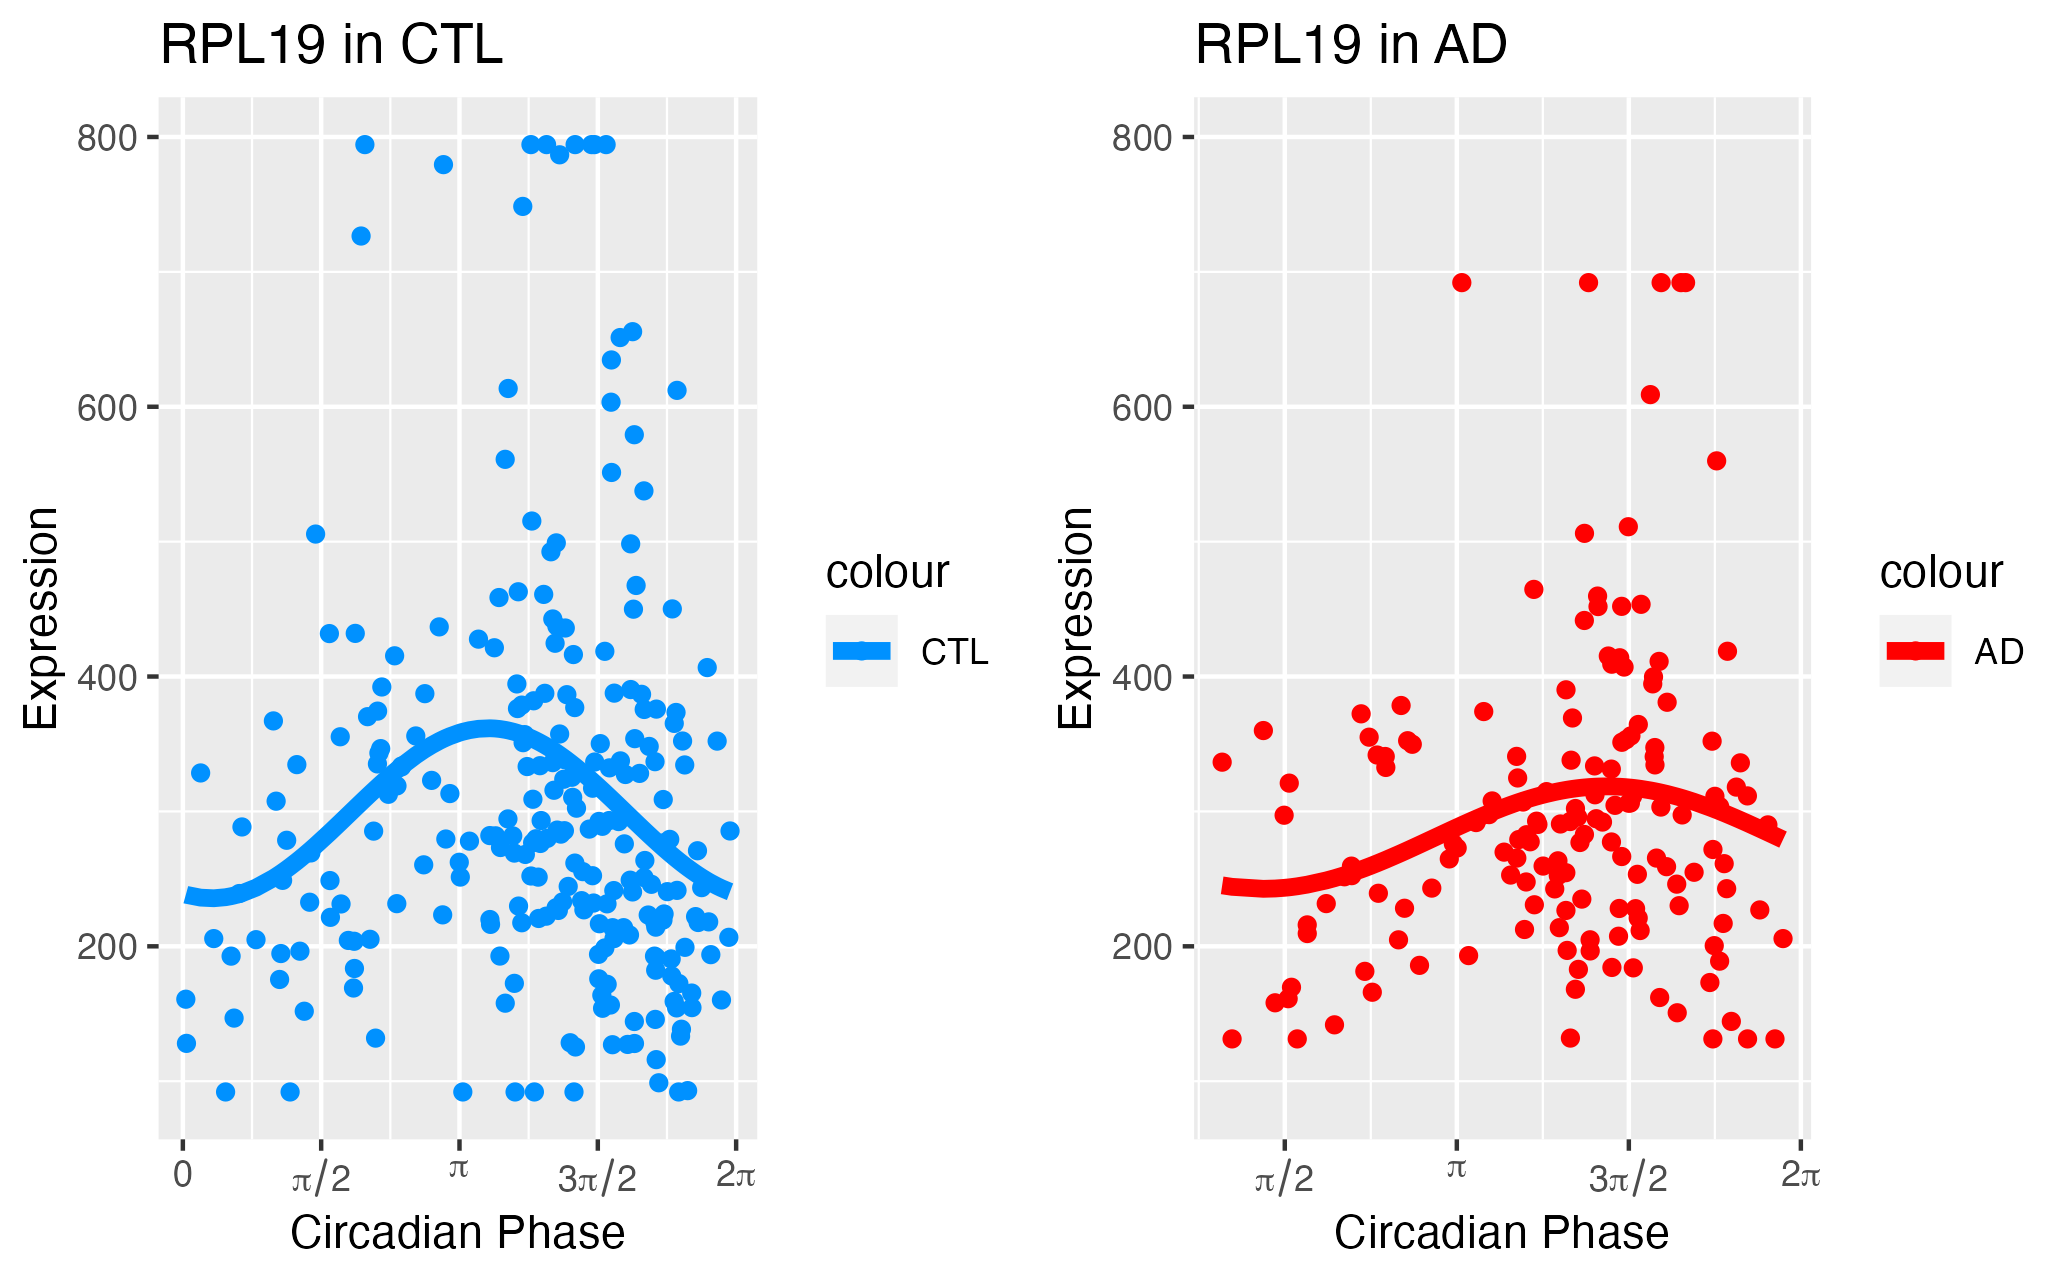 RPL19 in CTL
800
600
400
200
Expression
0
π/2
π
3π/2
2π
Circadian Phase
colour
CTL
RPL19 in AD
800
600
400
200
Expression
π/2
π
3π/2
2π
Circadian Phase
colour
AD